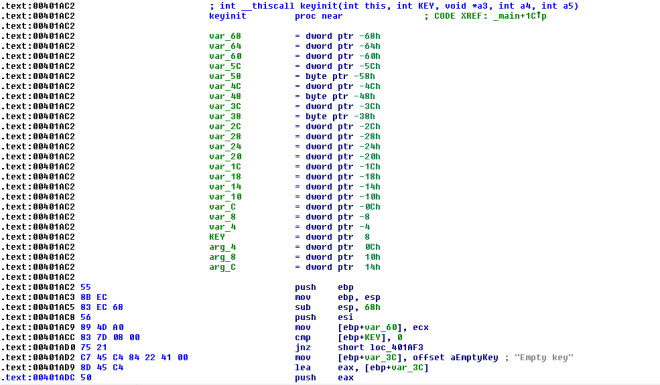 .text:00401AC2 ; int __thiscall keyinit(int this, int KEY, void *a3, int a4, int a5)
.text:00401AC2 keyinit proc near ; CODE XREF: _main+1C↑p
.text:00401AC2
.text:00401AC2 var_68 = dword ptr -68h
.text:00401AC2 var_64 = dword ptr -64h
.text:00401AC2 var_60 = dword ptr -60h
.text:00401AC2 var_5C = dword ptr -5Ch
.text:00401AC2 var_58 = byte ptr -58h
.text:00401AC2 var_4C = dword ptr -4Ch
.text:00401AC2 var_48 = byte ptr -48h
.text:00401AC2 var_3C = dword ptr -3Ch
.text:00401AC2 var_38 = byte ptr -38h
.text:00401AC2 var_2C = dword ptr -2Ch
.text:00401AC2 var_28 = dword ptr -28h
.text:00401AC2 var_24 = dword ptr -24h
.text:00401AC2 var_20 = dword ptr -20h
.text:00401AC2 var_1C = dword ptr -1Ch
.text:00401AC2 var_18 = dword ptr -18h
.text:00401AC2 var_14 = dword ptr -14h
.text:00401AC2 var_10 = dword ptr -10h
.text:00401AC2 var_C = dword ptr -0Ch
.text:00401AC2 var_8 = dword ptr -8
.text:00401AC2 var_4 = dword ptr -4
.text:00401AC2 KEY = dword ptr 8
.text:00401AC2 arg_4 = dword ptr 0Ch
.text:00401AC2 arg_8 = dword ptr 10h
.text:00401AC2 arg_C = dword ptr 14h
.text:00401AC2
.text:00401AC2 55 push ebp
.text:00401AC3 8B EC mov ebp, esp
.text:00401AC5 83 EC 68 sub esp, 68h
.text:00401AC8 56 push esi
.text:00401AC9 89 4D A0 mov [ebp+var_60], ecx
.text:00401ACC 83 7D 08 00 cmp [ebp+KEY], 0
.text:00401AD0 75 21 jnz short loc_401AF3
.text:00401AD2 C7 45 C4 84 22 41 00 mov [ebp+var_3C], offset aEmptyKey ; "Empty key"
.text:00401AD9 8D 45 C4 lea eax, [ebp+var_3C]
.text:00401ADC 50 push eax